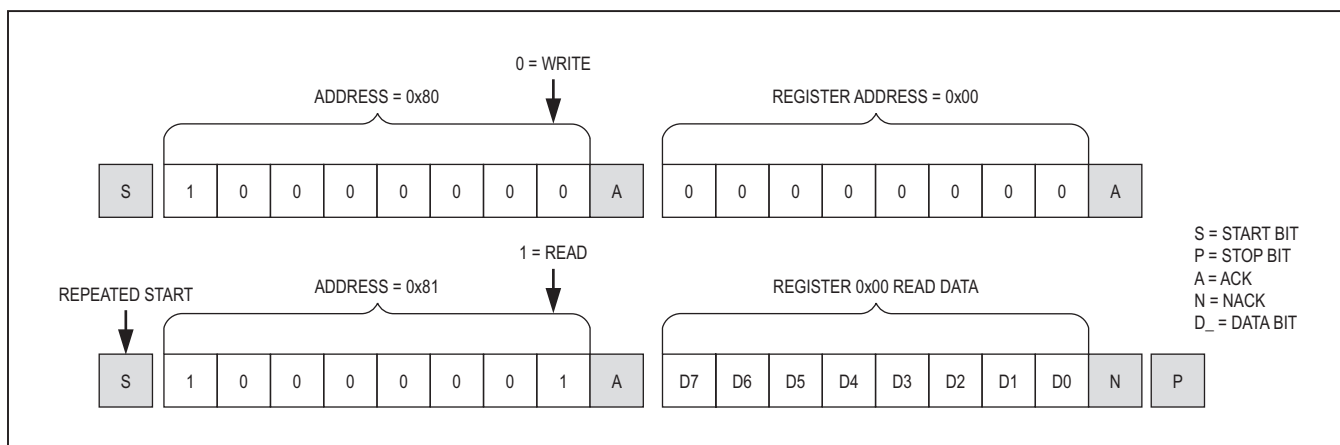 0 = WRITE
ADDRESS = 0x80 REGISTER ADDRESS = 0x00
S 1 0 0 0 0 0 0 0 A 0 0 0 0 0 0 0 0 A
1 = READ
REPEATED START ADDRESS = 0x81 REGISTER 0x00 READ DATA
S 1 0 0 0 0 0 0 1 A D7 D6 D5 D4 D3 D2 D1 D0 N P
S = START BIT
P = STOP BIT
A = ACK
N = NACK
D_ = DATA BIT